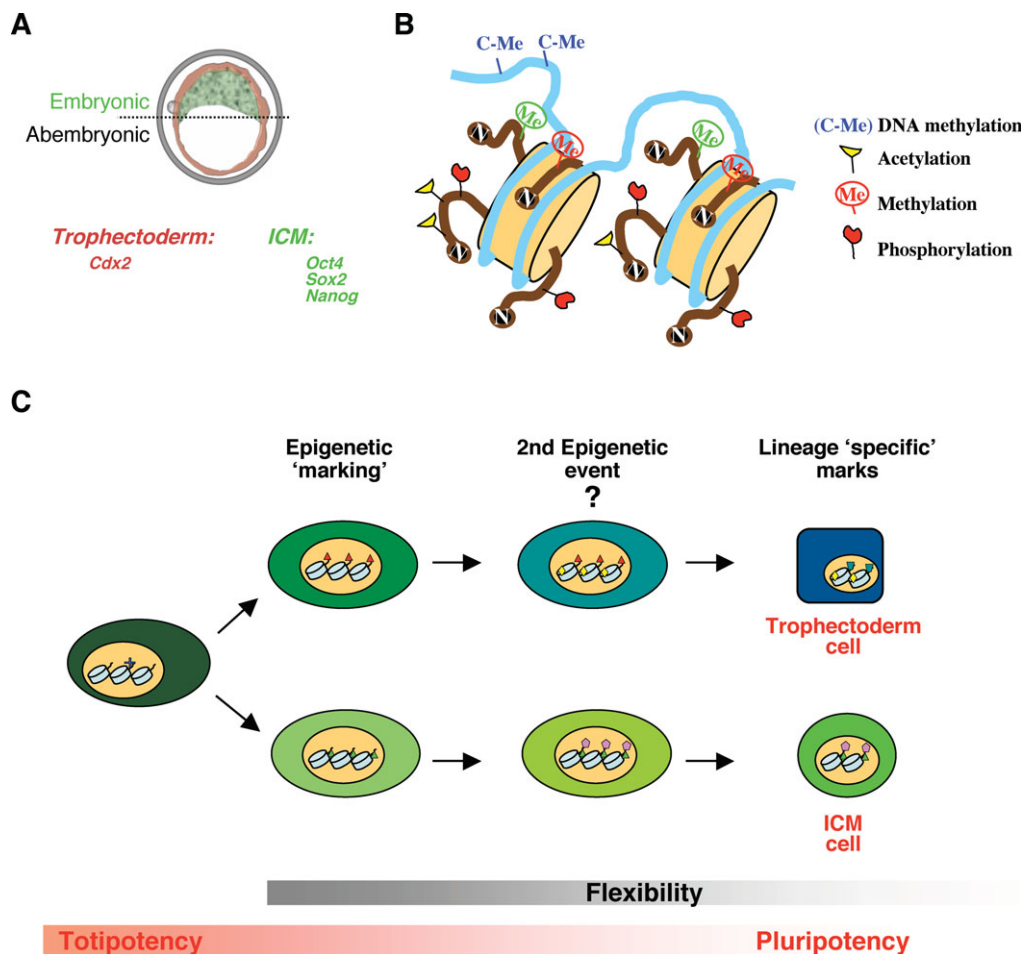 A
Embryonic
Abembryonic
Trophectoderm:
Cdx2
ICM:
Oct4
Sox2
Nanog
B
C-Me
C-Me
Me
Me
Me
Me
N
N
N
N
N
N
N
N
(C-Me) DNA methylation
Acetylation
Me Methylation
Phosphorylation
C
Epigenetic
‘marking’
2nd Epigenetic
event
?
Lineage ‘specific’
marks
Trophectoderm
cell
ICM
cell
Flexibility
Totipotency
Pluripotency